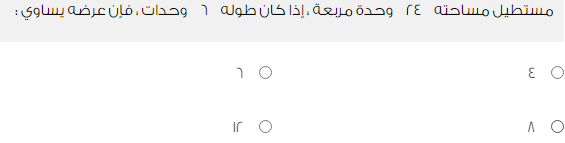 مستطيل مساحته ٢٤ وحدة مربعة ، إذا كان طوله ٦ وحدات ، فإن عرضه يساوي :
٤ ٦
٨ ١٢